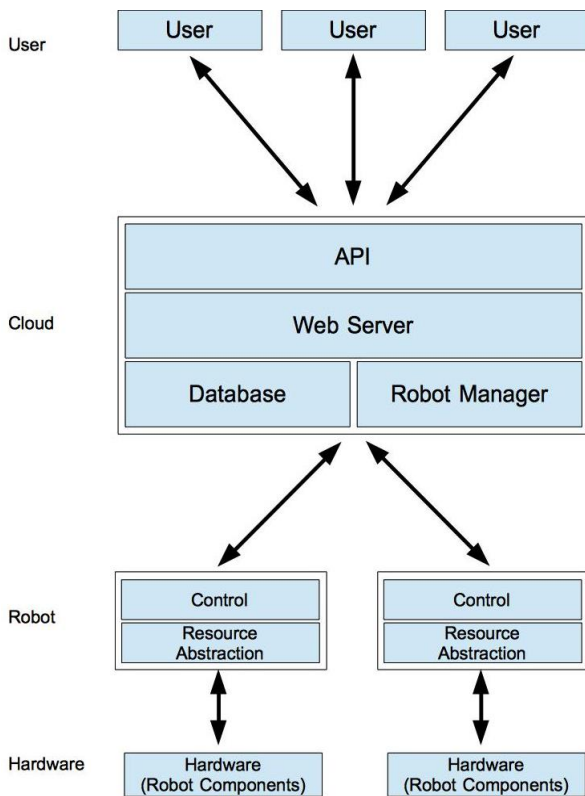 User
User
User
User
Cloud
API
Web Server
Database
Robot Manager
Robot
Control
Resource
Abstraction
Control
Resource
Abstraction
Hardware
Hardware
(Robot Components)
Hardware
(Robot Components)